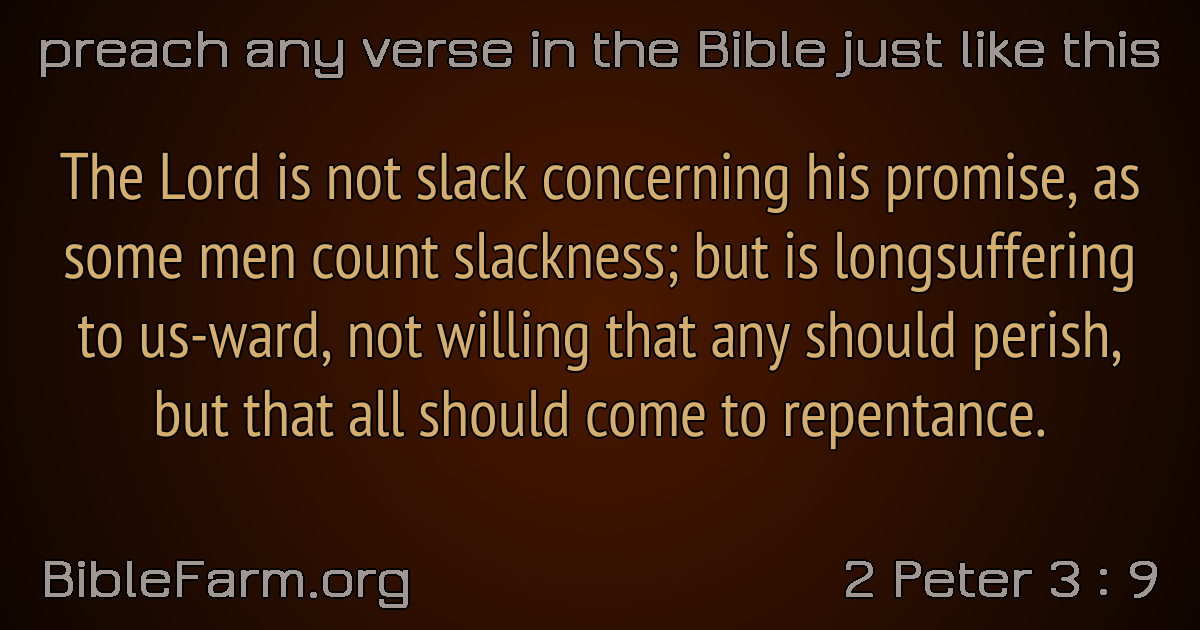 preach any verse in the Bible just like this
The Lord is not slack concerning his promise, as
some men count slackness; but is longsuffering
to us-ward, not willing that any should perish,
but that all should come to repentance.
BibleFarm.org
2 Peter 3 : 9